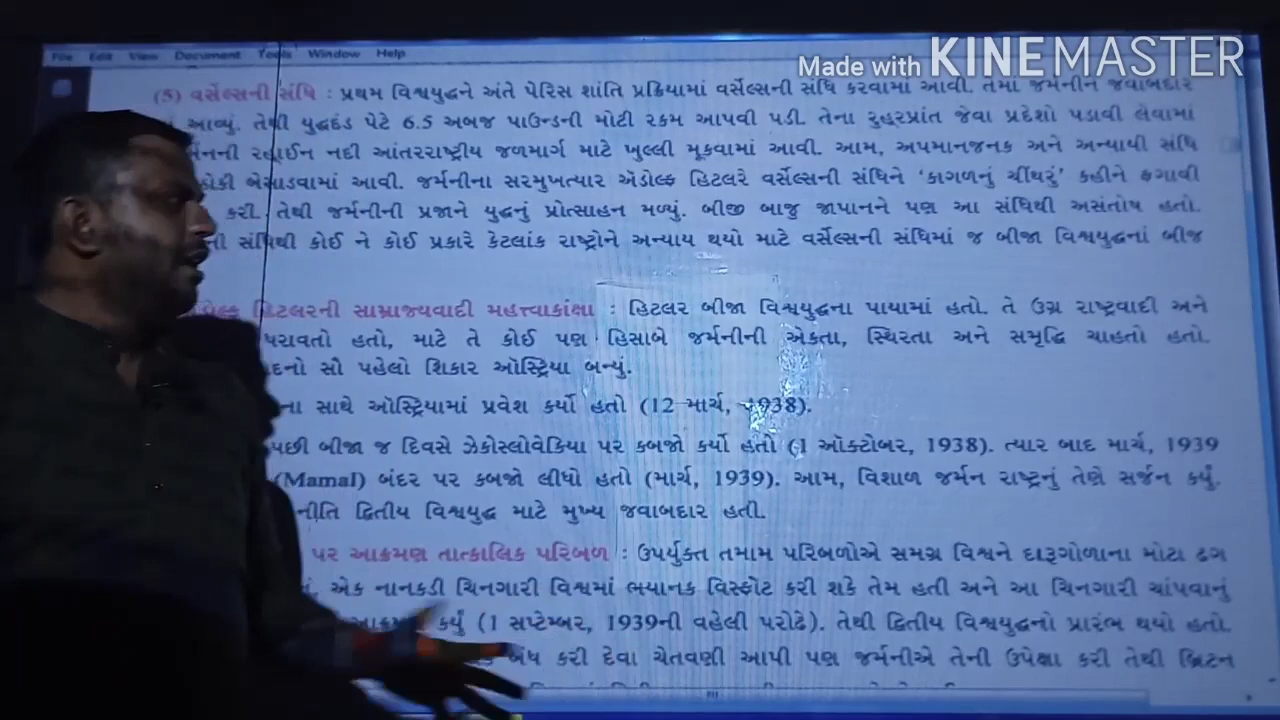 Made with KINEMASTER
File Edit View Document Tools Window Help
(5) વર્સેલ્સની સંધિ : પ્રથમ વિશ્વયુદ્ધને અંતે પેરિસ શાંતિ પ્રક્રિયામાં વર્સેલ્સની સંધિ કરવામાં આવી. તેમાં જર્મનીને જવાબદાર
આવ્યું. તેથી યુદ્ધદંડ પેટે 6.5 અબજ પાઉન્ડની મોટી રકમ આપવી પડી. તેના રુહરપ્રાંત જેવા પ્રદેશો પડાવી લેવામાં
ર્મનની રહાઈન નદી આંતરરાષ્ટ્રીય જળમાર્ગ માટે ખુલ્લી મૂકવામાં આવી. આમ, અપમાનજનક અને અન્યાયી સંધિ
ઠોકી બેસાડવામાં આવી. જર્મનીના સરમુખત્યાર ઍડોલ્ફ હિટલરે વર્સેલ્સની સંધિને ‘કાગળનું ચીંથરું’ કહીને ફગાવી
કરી. તેથી જર્મનીની પ્રજાને યુદ્ધનું પ્રોત્સાહન મળ્યું. બીજી બાજુ જાપાનને પણ આ સંધિથી અસંતોષ હતો.
ની સંધિથી કોઈ ને કોઈ પ્રકારે કેટલાંક રાષ્ટ્રોને અન્યાય થયો માટે વર્સેલ્સની સંધિમાં જ બીજા વિશ્વયુદ્ધનાં બીજ
હિટલરની સામ્રાજ્યવાદી મહત્ત્વાકાંક્ષા : હિટલર બીજા વિશ્વયુદ્ધના પાયામાં હતો. તે ઉગ્ર રાષ્ટ્રવાદી અને
ધરાવતો હતો, માટે તે કોઈ પણ હિસાબે જર્મનીની એકતા, સ્થિરતા અને સમૃદ્ધિ ચાહતો હતો.
દનો સૌ પહેલો શિકાર ઑસ્ટ્રિયા બન્યું.
ના સાથે ઑસ્ટ્રિયામાં પ્રવેશ કર્યો હતો (12 માર્ચ, 1938).
પછી બીજા જ દિવસે ઝેકોસ્લોવેકિયા પર કબજો કર્યો હતો (1 ઑક્ટોબર, 1938). ત્યાર બાદ માર્ચ, 1939
(Mamal) બંદર પર કબજો લીધો હતો (માર્ચ, 1939). આમ, વિશાળ જર્મન રાષ્ટ્રનું તેણે સર્જન કર્યું.
નીતિ દ્વિતીય વિશ્વયુદ્ધ માટે મુખ્ય જવાબદાર હતી.
પર આક્રમણ તાત્કાલિક પરિબળ : ઉપર્યુક્ત તમામ પરિબળોએ સમગ્ર વિશ્વને દારૂગોળાના મોટા ઢગ
એક નાનકડી ચિનગારી વિશ્વમાં ભયાનક વિસ્ફોટ કરી શકે તેમ હતી અને આ ચિનગારી ચાંપવાનું
કર્યું (1 સપ્ટેમ્બર, 1939ની વહેલી પરોઢે). તેથી દ્વિતીય વિશ્વયુદ્ધનો પ્રારંભ થયો હતો.
બંધ કરી દેવા ચેતવણી આપી પણ જર્મનીએ તેની ઉપેક્ષા કરી તેથી બ્રિટન